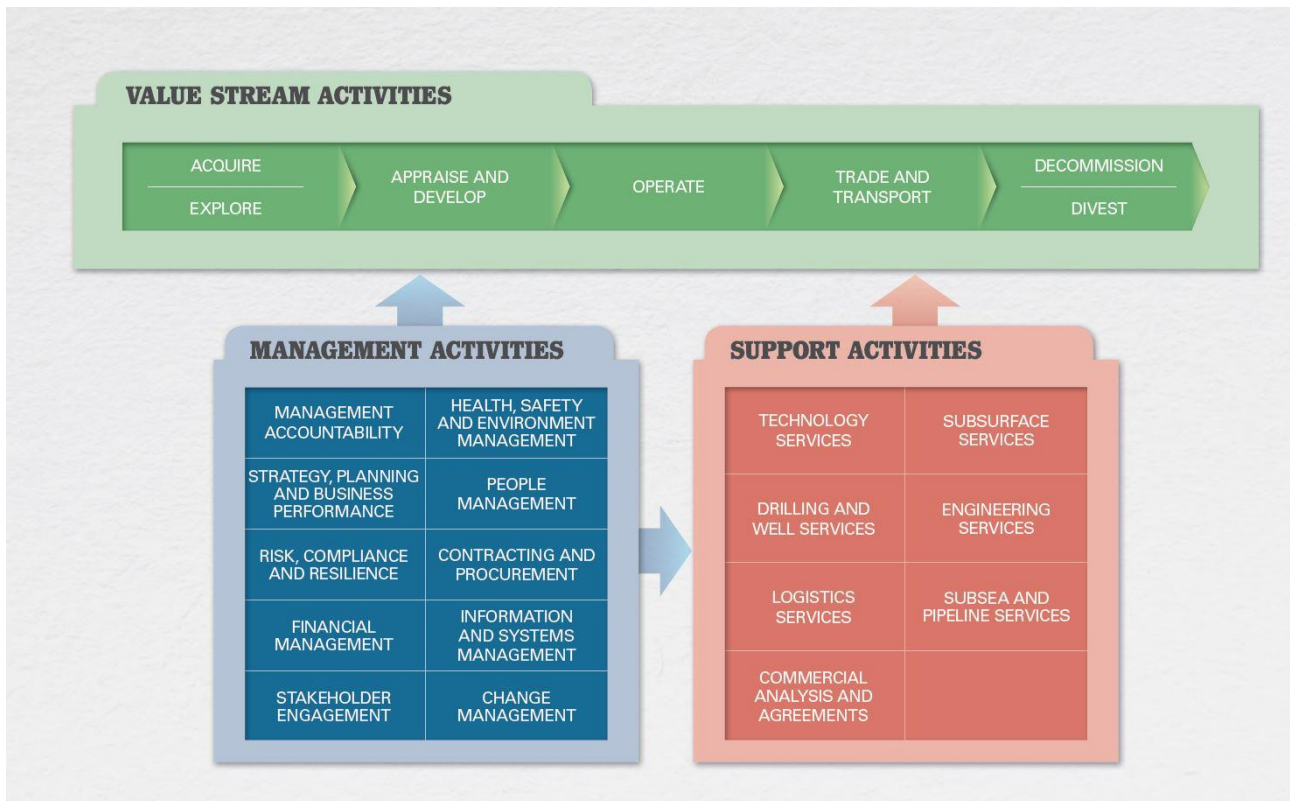 VALUE STREAM ACTIVITIES
ACQUIRE
EXPLORE
APPRAISE AND
DEVELOP
OPERATE
TRADE AND
TRANSPORT
DECOMMISSION
DIVEST
MANAGEMENT ACTIVITIES
MANAGEMENT
ACCOUNTABILITY
HEALTH, SAFETY
AND ENVIRONMENT
MANAGEMENT
STRATEGY, PLANNING
AND BUSINESS
PERFORMANCE
PEOPLE
MANAGEMENT
RISK, COMPLIANCE
AND RESILIENCE
CONTRACTING AND
PROCUREMENT
FINANCIAL
MANAGEMENT
INFORMATION
AND SYSTEMS
MANAGEMENT
STAKEHOLDER
ENGAGEMENT
CHANGE
MANAGEMENT
SUPPORT ACTIVITIES
TECHNOLOGY
SERVICES
SUBSURFACE
SERVICES
DRILLING AND
WELL SERVICES
ENGINEERING
SERVICES
LOGISTICS
SERVICES
SUBSEA AND
PIPELINE SERVICES
COMMERCIAL
ANALYSIS AND
AGREEMENTS